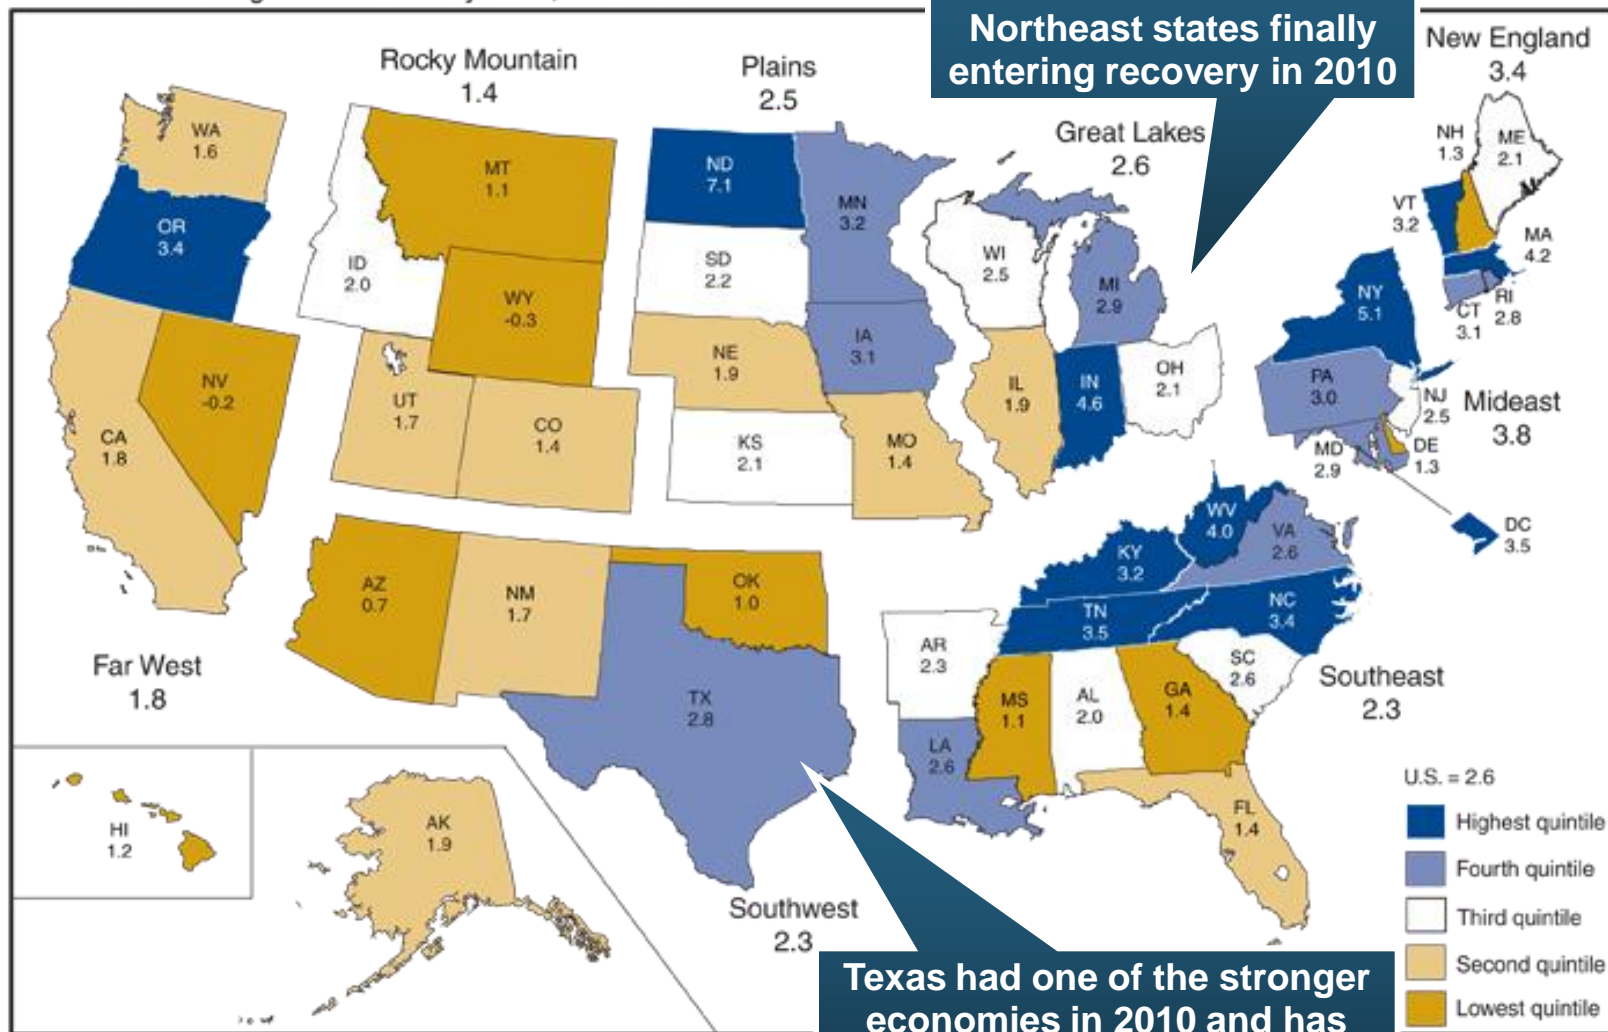 Northeast states finally
entering recovery in 2010
New England
3.4
Rocky Mountain
1.4
Plains
2.5
Great Lakes
2.6
WA
1.6
OR
3.4
CA
1.8
NV
-0.2
ID
2.0
MT
1.1
WY
-0.3
UT
1.7
CO
1.4
ND
7.1
SD
2.2
NE
1.9
KS
2.1
MN
3.2
IA
3.1
MO
1.4
WI
2.5
MI
2.9
IL
1.9
IN
4.6
OH
2.1
NH
1.3
ME
2.1
VT
3.2
MA
4.2
NY
5.1
CT
3.1
RI
2.8
PA
3.0
NJ
2.5
Mideast
3.8
MD
2.9
DE
1.3
DC
3.5
WV
4.0
VA
2.6
KY
3.2
TN
3.5
NC
3.4
AZ
0.7
NM
1.7
OK
1.0
TX
2.8
AR
2.3
LA
2.6
MS
1.1
AL
2.0
GA
1.4
SC
2.6
FL
1.4
Southeast
2.3
Far West
1.8
HI
1.2
AK
1.9
Southwest
2.3
U.S. = 2.6
Highest quintile
Fourth quintile
Third quintile
Second quintile
Lowest quintile
Texas had one of the stronger
economies in 2010 and has